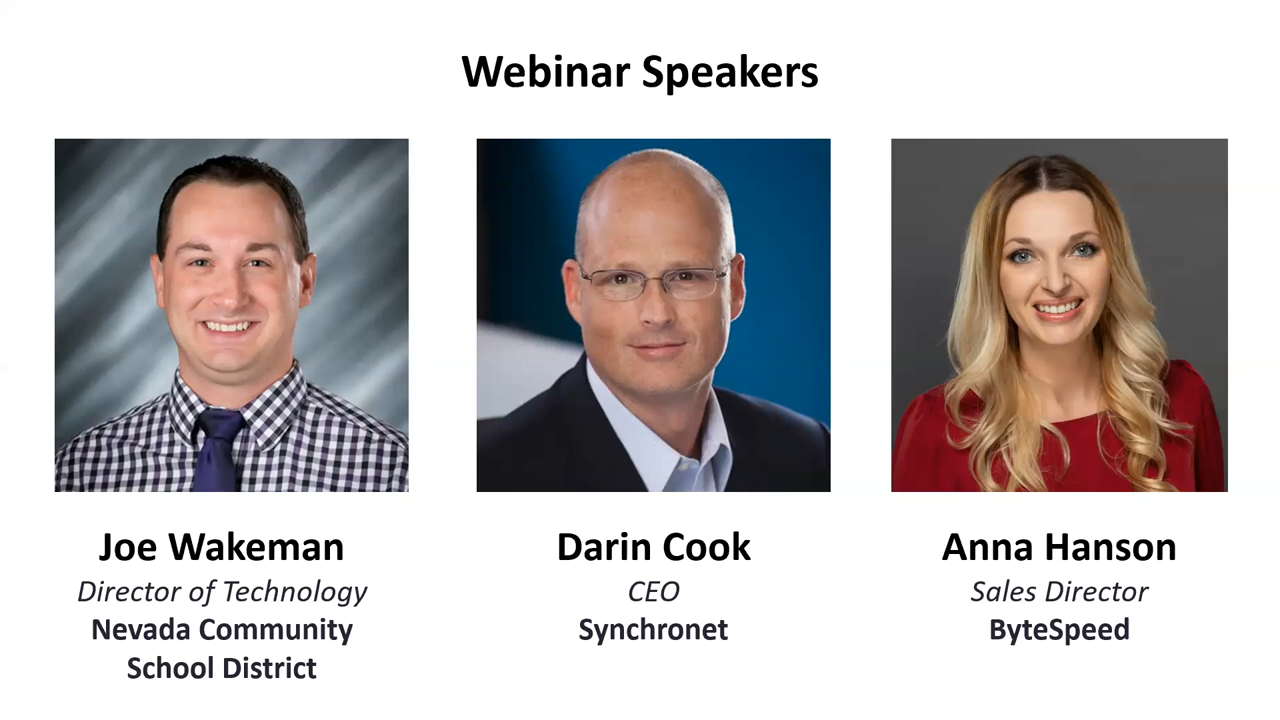 Webinar Speakers
Joe Wakeman
Director of Technology
Nevada Community
School District
Darin Cook
CEO
Synchronet
Anna Hanson
Sales Director
ByteSpeed